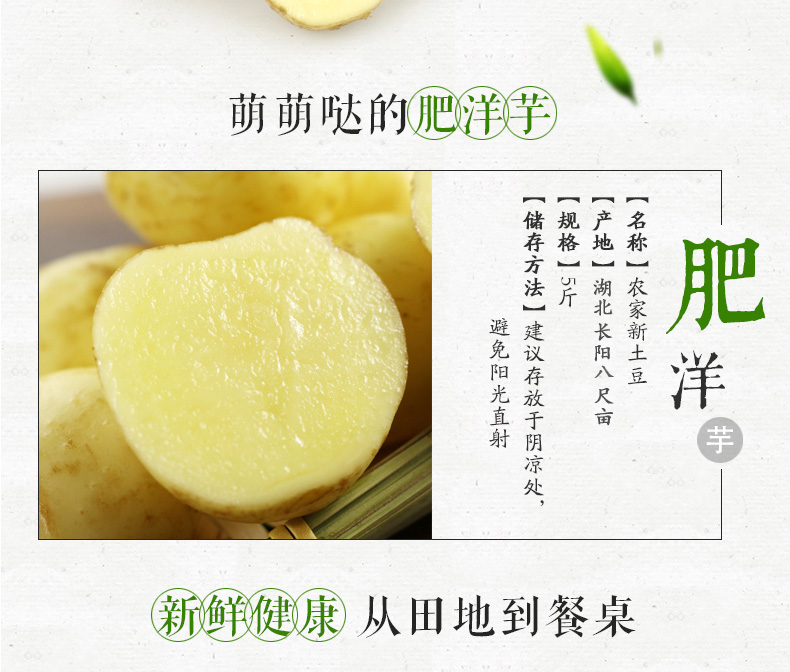 萌萌哒的肥洋芋
肥洋芋
【名称】农家新土豆
【产地】湖北长阳八尺亩
【规格】5斤
【储存方法】建议存放于阴凉处，
避免阳光直射
新鲜健康 从田地到餐桌